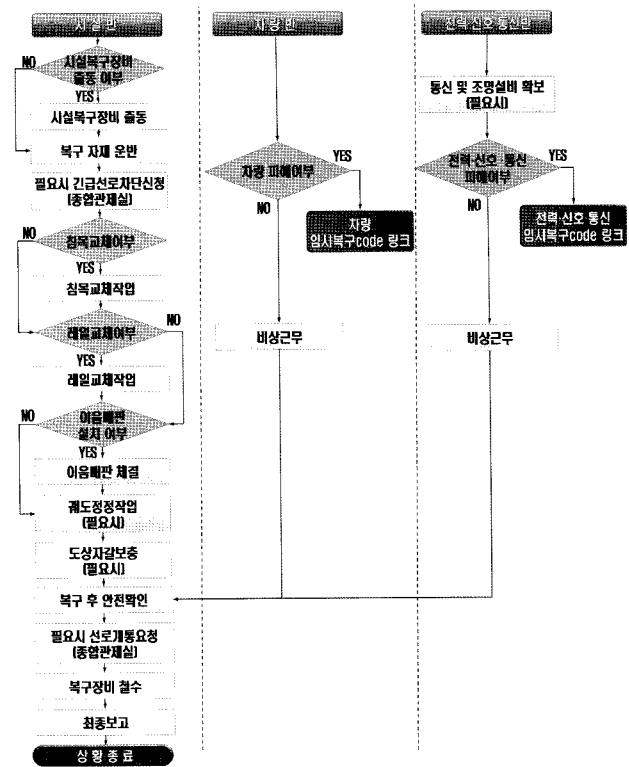 시설반
NO
시설복구장비
출동 여부
YES
시설복구장비 출동
복구 자재 운반
필요시 긴급선로차단신청
(종합관제실)
NO
침목교체여부
YES
침목교체작업
레일교체여부
NO
YES
레일교체작업
NO
이음매판
설치 여부
YES
이음매판 체결
궤도정정작업
(필요시)
도상자갈보충
(필요시)
복구 후 안전확인
필요시 선로개통요청
(종합관제실)
복구장비 철수
최종보고
상황종료
차량반
차량 피해여부
YES
NO
차량
임시복구code 링크
비상근무
전력·신호 통신반
통신 및 조명설비 확보
(필요시)
전력·신호 통신
피해여부
YES
NO
전력·신호 통신
임시복구code 링크
비상근무